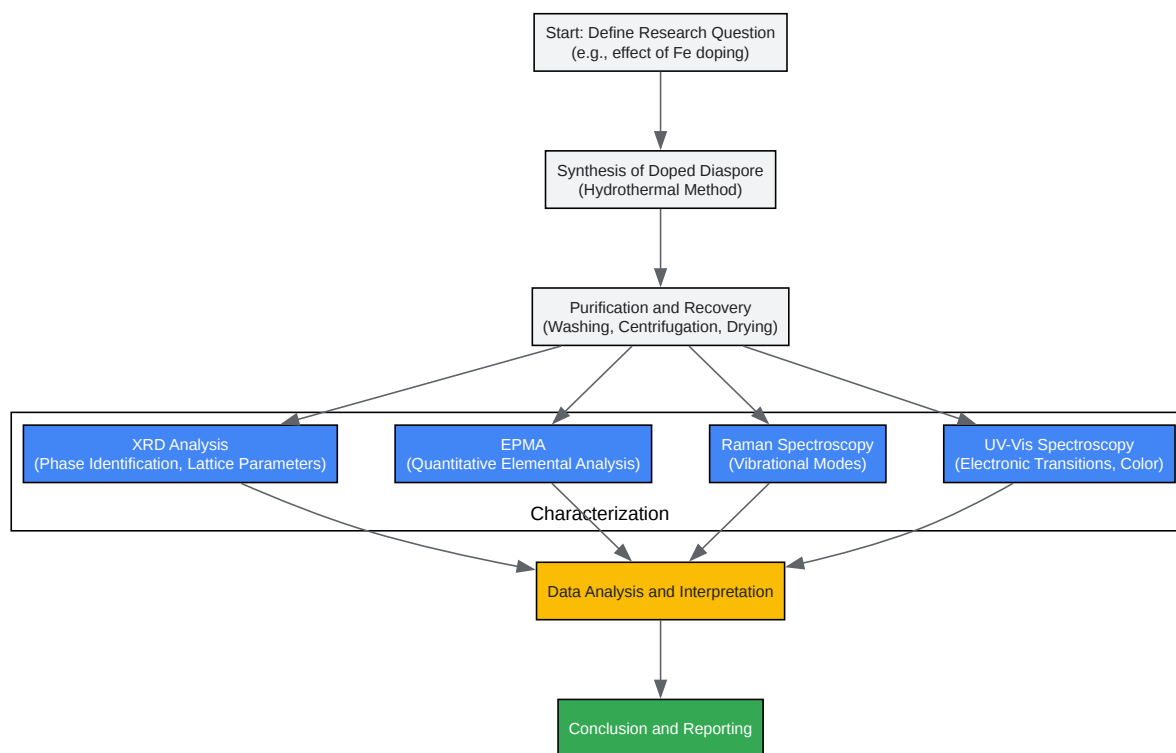 Start: Define Research Question
(e.g., effect of Fe doping)
Synthesis of Doped Diaspore
(Hydrothermal Method)
Purification and Recovery
(Washing, Centrifugation, Drying)
XRD Analysis
(Phase Identification, Lattice Parameters)
EPMA
(Quantitative Elemental Analysis)
Raman Spectroscopy
(Vibrational Modes)
UV-Vis Spectroscopy
(Electronic Transitions, Color)
Characterization
Data Analysis and Interpretation
Conclusion and Reporting